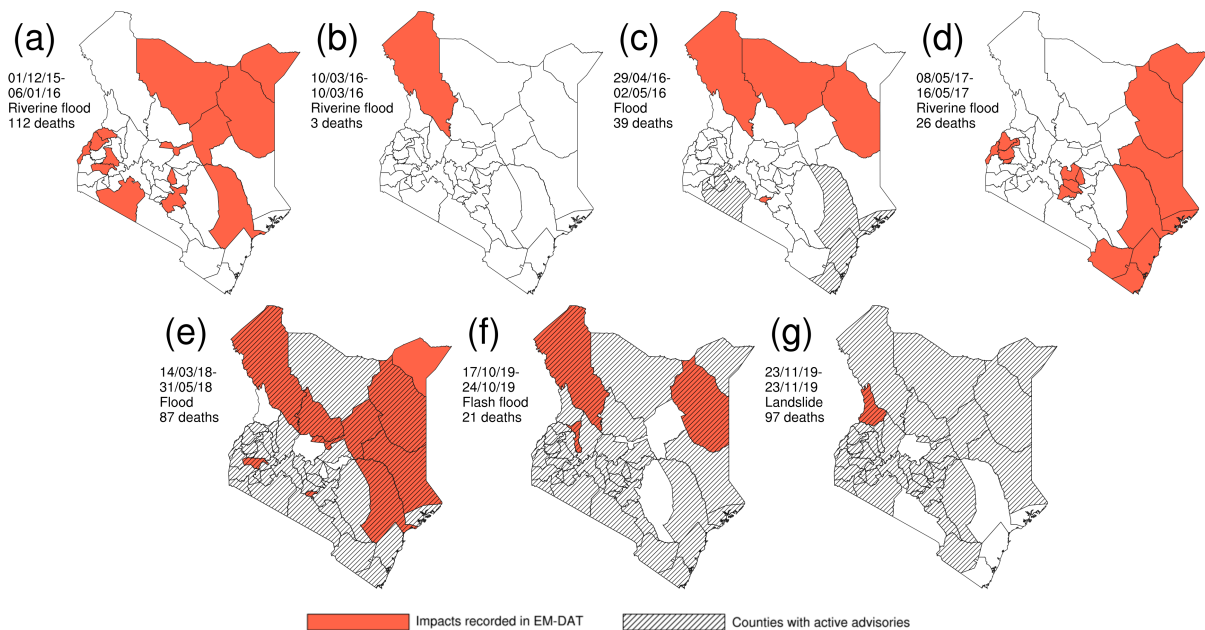 (a)
01/12/15-
06/01/16
Riverine flood
112 deaths
(b)
10/03/16-
10/03/16
Riverine flood
3 deaths
(c)
29/04/16-
02/05/16
Flood
39 deaths
(d)
08/05/17-
16/05/17
Riverine flood
26 deaths
(e)
14/03/18-
31/05/18
Flood
87 deaths
(f)
17/10/19-
24/10/19
Flash flood
21 deaths
(g)
23/11/19-
23/11/19
Landslide
97 deaths
Impacts recorded in EM-DAT
Counties with active advisories